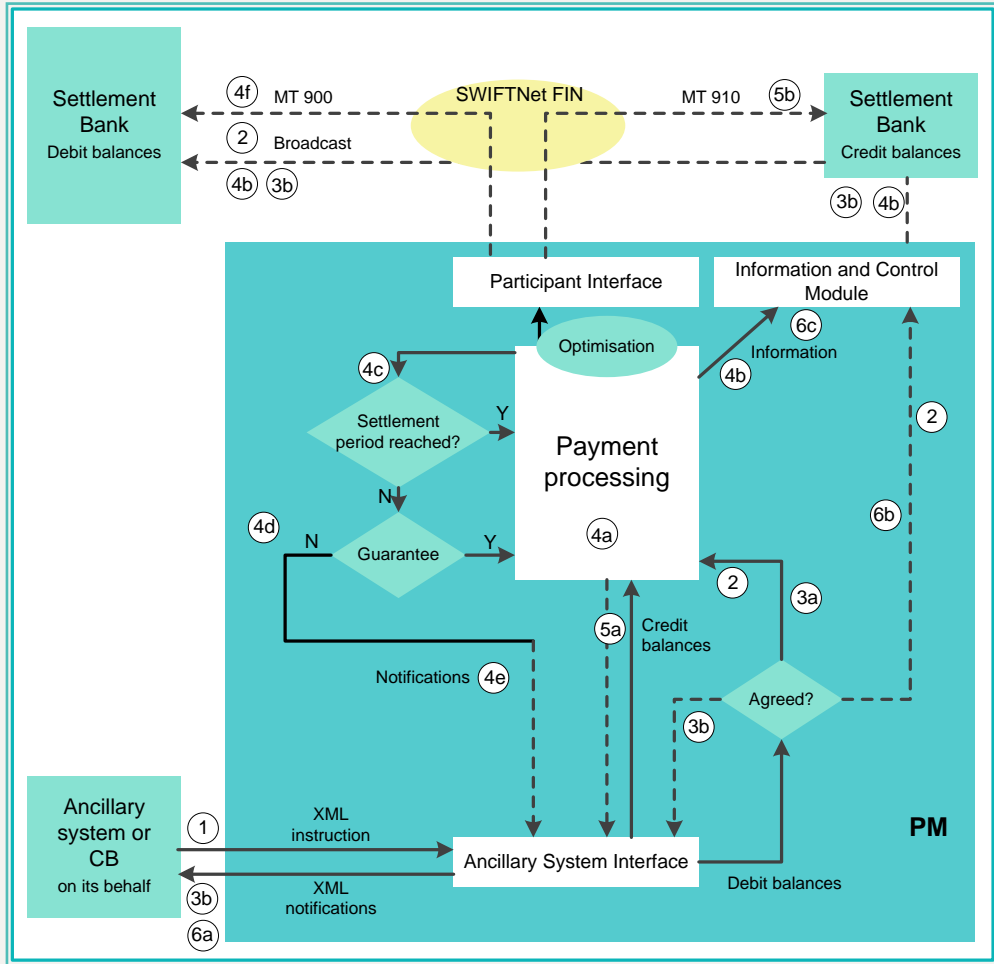 4f
MT 900
SWIFTNet FIN
MT 910
5b
Settlement
Bank
Debit balances
Settlement
Bank
Credit balances
2
Broadcast
4b
3b
3b
4b
Participant Interface
Information and Control
Module
Optimisation
6c
Information
4b
4c
Settlement
period reached?
Y
N
Payment
processing
2
6b
4d
N
Guarantee
Y
4a
2
3a
5a
Credit
balances
Notifications
4e
3b
Agreed?
Ancillary
system or
CB
on its behalf
1
XML
instruction
PM
Ancillary System Interface
Debit balances
XML
notifications
3b
6a